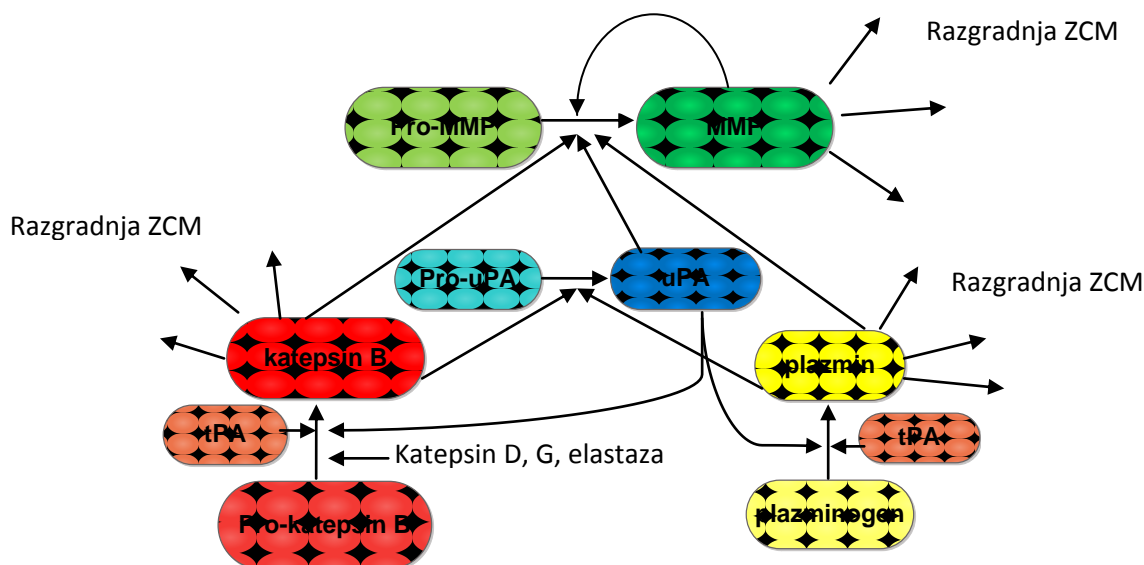 Razgradnja ZCM
Pro-MMP
MMP
Razgradnja ZCM
Pro-uPA
uPA
Razgradnja ZCM
katepsin B
plazmin
tPA
tPA
Katepsin D, G, elastaza
Pro-katepsin B
plazminogen